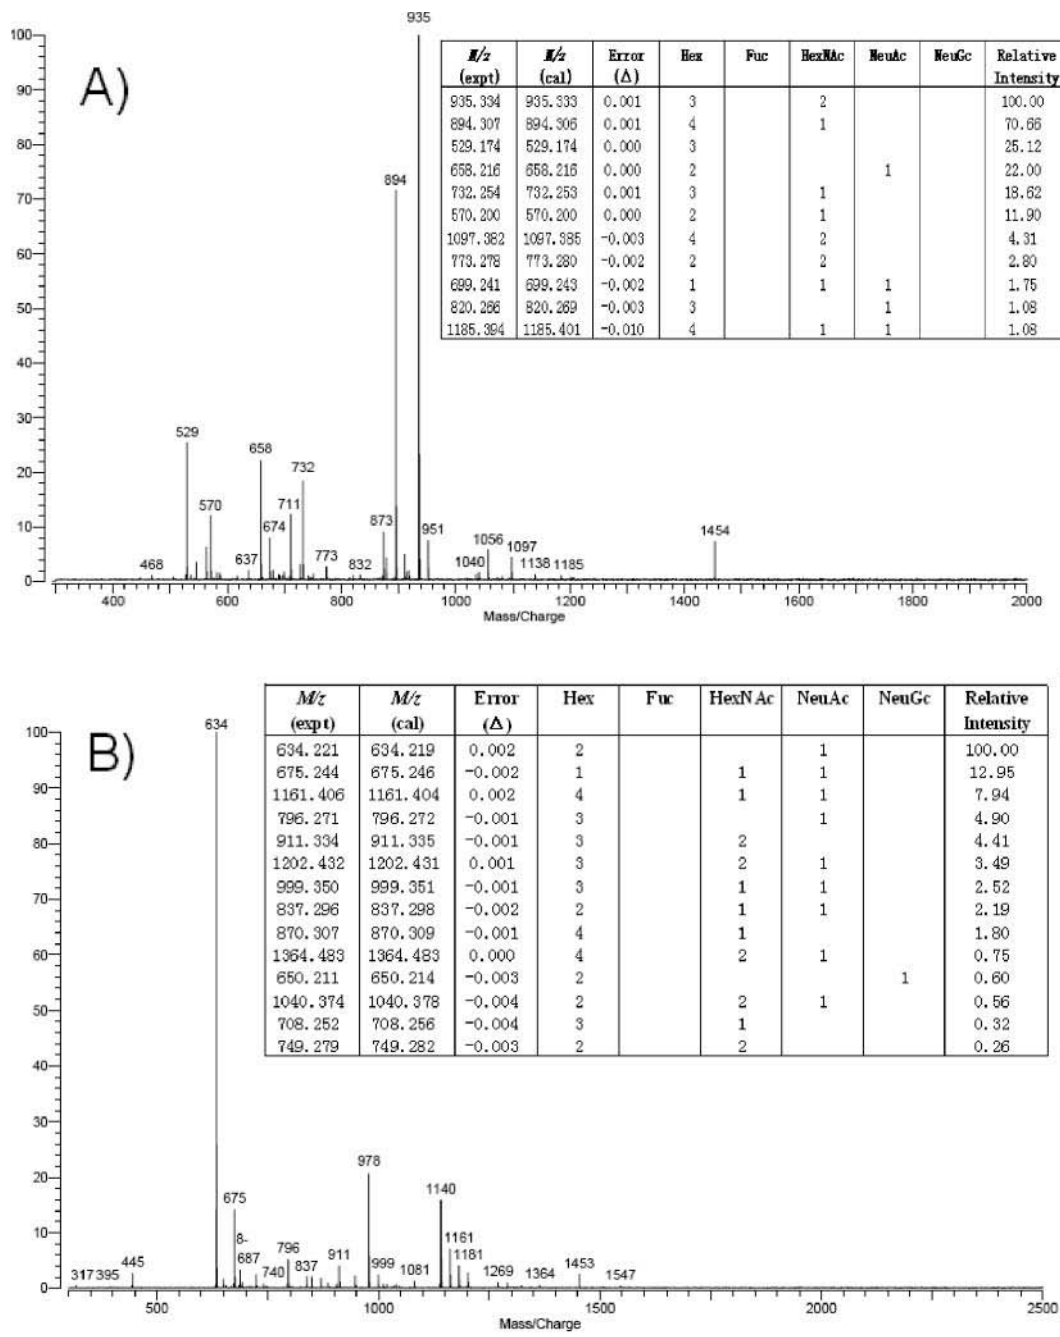 A)
935
894
529
658
732
570
674
711
468
637
773
832
873
951
1040
1056
1097
1138
1185
1454
100
90
80
70
60
50
40
30
20
10
0
400 600 800 1000 1200 1400 1600 1800 2000
Mass/Charge
M/z (expt) M/z (cal) Error (Δ) Hex Fuc HexNAc NeuAc NeuGc Relative Intensity
935.334 935.333 0.001 3 2 100.00
894.307 894.306 0.001 4 1 70.66
529.174 529.174 0.000 3 25.12
658.216 658.216 0.000 2 1 22.00
732.254 732.253 0.001 3 1 18.62
570.200 570.200 0.000 2 1 11.90
1097.382 1097.385 -0.003 4 2 4.31
773.278 773.280 -0.002 2 2 2.80
699.241 699.243 -0.002 1 1 1 1.75
820.266 820.269 -0.003 3 1 1.08
1185.394 1185.401 -0.010 4 1 1 1.08
B)
634
675
8-
687
445
317 395
740
796
837
911
978
999
1081
1140
1161
1181
1269
1364
1453
1547
100
90
80
70
60
50
40
30
20
10
0
500 1000 1500 2000 2500
Mass/Charge
M/z (expt) M/z (cal) Error (Δ) Hex Fuc HexNAc NeuAc NeuGc Relative Intensity
634.221 634.219 0.002 2 1 100.00
675.244 675.246 -0.002 1 1 1 12.95
1161.406 1161.404 0.002 4 1 1 7.94
796.271 796.272 -0.001 3 1 4.90
911.334 911.335 -0.001 3 2 4.41
1202.432 1202.431 0.001 3 2 1 3.49
999.350 999.351 -0.001 3 1 1 2.52
837.296 837.298 -0.002 2 1 1 2.19
870.307 870.309 -0.001 4 1 1.80
1364.483 1364.483 0.000 4 2 1 0.75
650.211 650.214 -0.003 2 1 0.60
1040.374 1040.378 -0.004 2 2 1 0.56
708.252 708.256 -0.004 3 1 0.32
749.279 749.282 -0.003 2 2 0.26